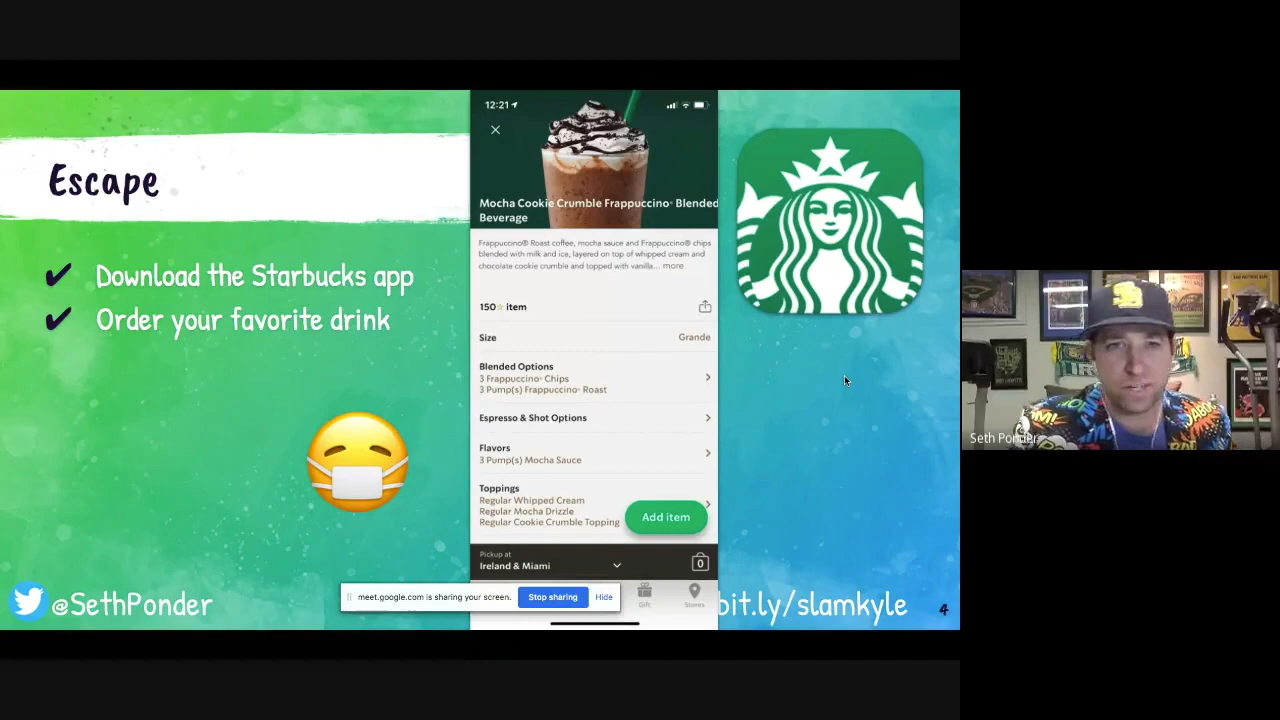 Escape
✔ Download the Starbucks app
✔ Order your favorite drink
@SethPonder
12:21
Mocha Cookie Crumble Frappuccino® Blended
Beverage
Frappuccino® Roast coffee, mocha sauce and Frappuccino® chips
blended with milk and ice, layered on top of whipped cream and
chocolate cookie crumble and topped with vanilla... more
150☆ item
Size
Grande
Blended Options
3 Frappuccino® Chips
3 Pump(s) Frappuccino® Roast
Espresso & Shot Options
Flavors
3 Pump(s) Mocha Sauce
Toppings
Regular Whipped Cream
Regular Mocha Drizzle
Regular Cookie Crumble Topping
Add item
Pickup at
Ireland & Miami
0
Gift
Stores
meet.google.com is sharing your screen.
Stop sharing
Hide
bit.ly/slamkyle
4
Seth Ponder